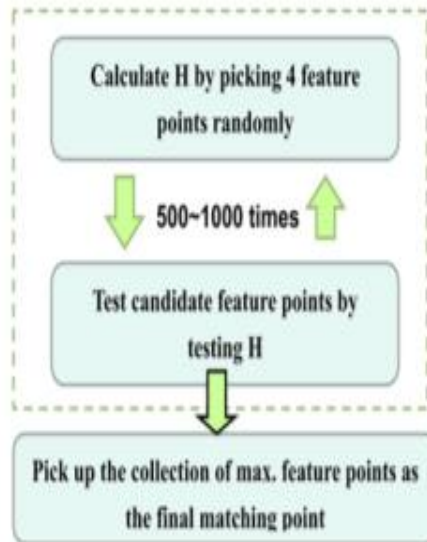 Calculate H by picking 4 feature
points randomly
500~1000 times
Test candidate feature points by
testing H
Pick up the collection of max. feature points as
the final matching point